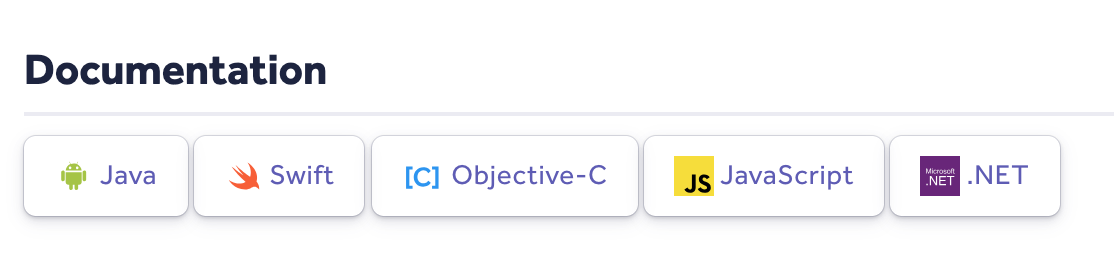 Documentation
Java
Swift
[C] Objective-C
JS JavaScript
Microsoft
.NET .NET